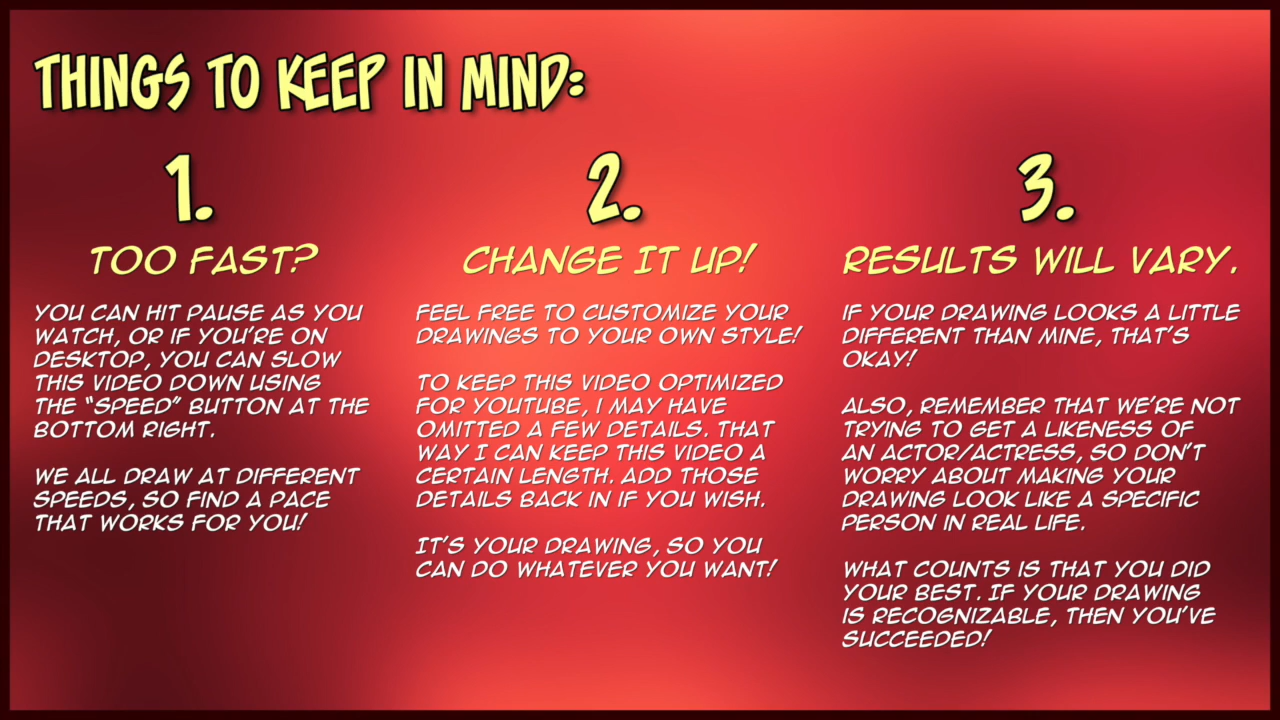 THINGS TO KEEP IN MIND:
1.
TOO FAST?
YOU CAN HIT PAUSE AS YOU
WATCH, OR IF YOU'RE ON
DESKTOP, YOU CAN SLOW
THIS VIDEO DOWN USING
THE “SPEED” BUTTON AT THE
BOTTOM RIGHT.
WE ALL DRAW AT DIFFERENT
SPEEDS, SO FIND A PACE
THAT WORKS FOR YOU!
2.
CHANGE IT UP!
FEEL FREE TO CUSTOMIZE YOUR
DRAWINGS TO YOUR OWN STYLE!
TO KEEP THIS VIDEO OPTIMIZED
FOR YOUTUBE, I MAY HAVE
OMITTED A FEW DETAILS. THAT
WAY I CAN KEEP THIS VIDEO A
CERTAIN LENGTH. ADD THOSE
DETAILS BACK IN IF YOU WISH.
IT'S YOUR DRAWING, SO YOU
CAN DO WHATEVER YOU WANT!
3.
RESULTS WILL VARY.
IF YOUR DRAWING LOOKS A LITTLE
DIFFERENT THAN MINE, THAT'S
OKAY!
ALSO, REMEMBER THAT WE'RE NOT
TRYING TO GET A LIKENESS OF
AN ACTOR/ACTRESS, SO DON'T
WORRY ABOUT MAKING YOUR
DRAWING LOOK LIKE A SPECIFIC
PERSON IN REAL LIFE.
WHAT COUNTS IS THAT YOU DID
YOUR BEST. IF YOUR DRAWING
IS RECOGNIZABLE, THEN YOU'VE
SUCCEEDED!